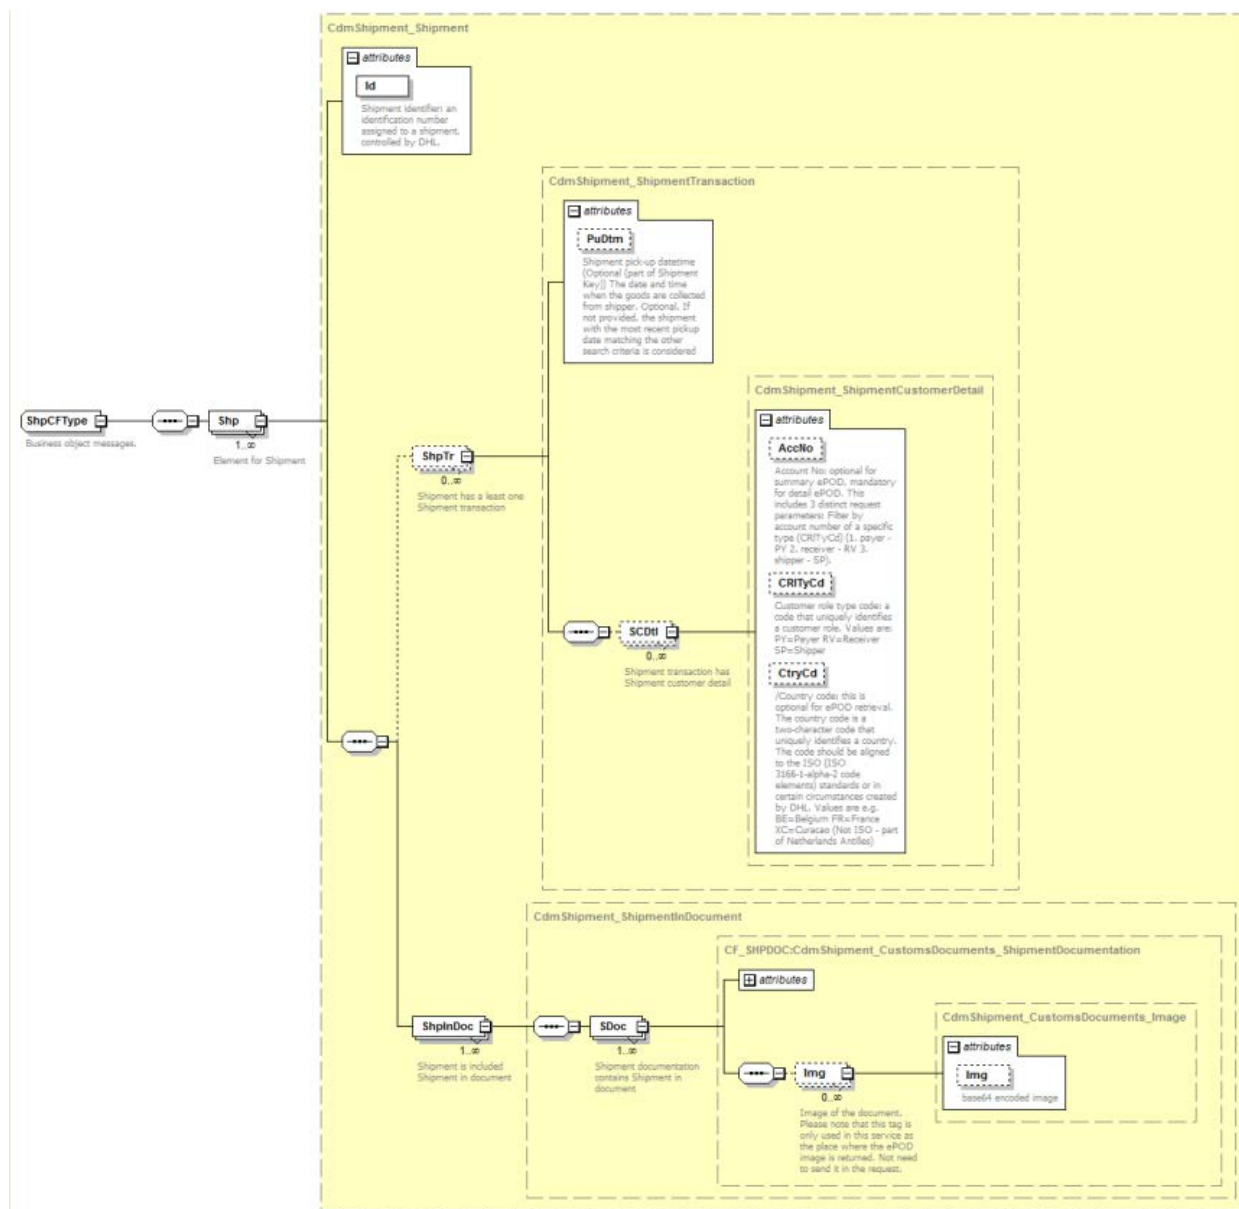 CdmShipment_Shipment
attributes
Id
Shipment identifier: an
identification number
assigned to a shipment,
controlled by DHL.
CdmShipment_ShipmentTransaction
attributes
PuDtm
Shipment pick-up datetime
(Optional (part of Shipment
Key)) The date and time
when the goods are collected
from shipper. Optional. If
not provided, the shipment
with the most recent pickup
date matching the other
search criteria is considered
CdmShipment_ShipmentCustomerDetail
attributes
AccNo
Account No: optional for
summary ePOD, mandatory
for detail ePOD. This
includes 3 distinct request
parameters: Filter by
account number of a specific
type (CRlTyCd) (1. payer -
PY 2. receiver - RV 3.
shipper - SP).
CRlTyCd
Customer role type code: a
code that uniquely identifies
a customer role. Values are:
PY=Payer RV=Receiver
SP=Shipper
CtryCd
/Country code: this is
optional for ePOD retrieval.
The country code is a
two-character code that
uniquely identifies a country.
The code should be aligned
to the ISO (ISO
3166-1-alpha-2 code
elements) standards or in
certain circumstances created
by DHL. Values are e.g.
BE=Belgium FR=France
XC=Curacao (Not ISO - part
of Netherlands Antilles)
ShpCFType
Business object messages.
Shp
1..∞
Element for Shipment
ShpTr
0..∞
Shipment has a least one
Shipment transaction
SCDtl
0..∞
Shipment transaction has
Shipment customer detail
CdmShipment_ShipmentInDocument
CF_SHPDOC:CdmShipment_CustomsDocuments_ShipmentDocumentation
attributes
CdmShipment_CustomsDocuments_Image
attributes
Img
base64 encoded image
ShpInDoc
1..∞
Shipment is included
Shipment in document
SDoc
1..∞
Shipment documentation
contains Shipment in
document
Img
0..∞
Image of the document.
Please note that this tag is
only used in this service as
the place where the ePOD
image is returned. Not need
to send it in the request.